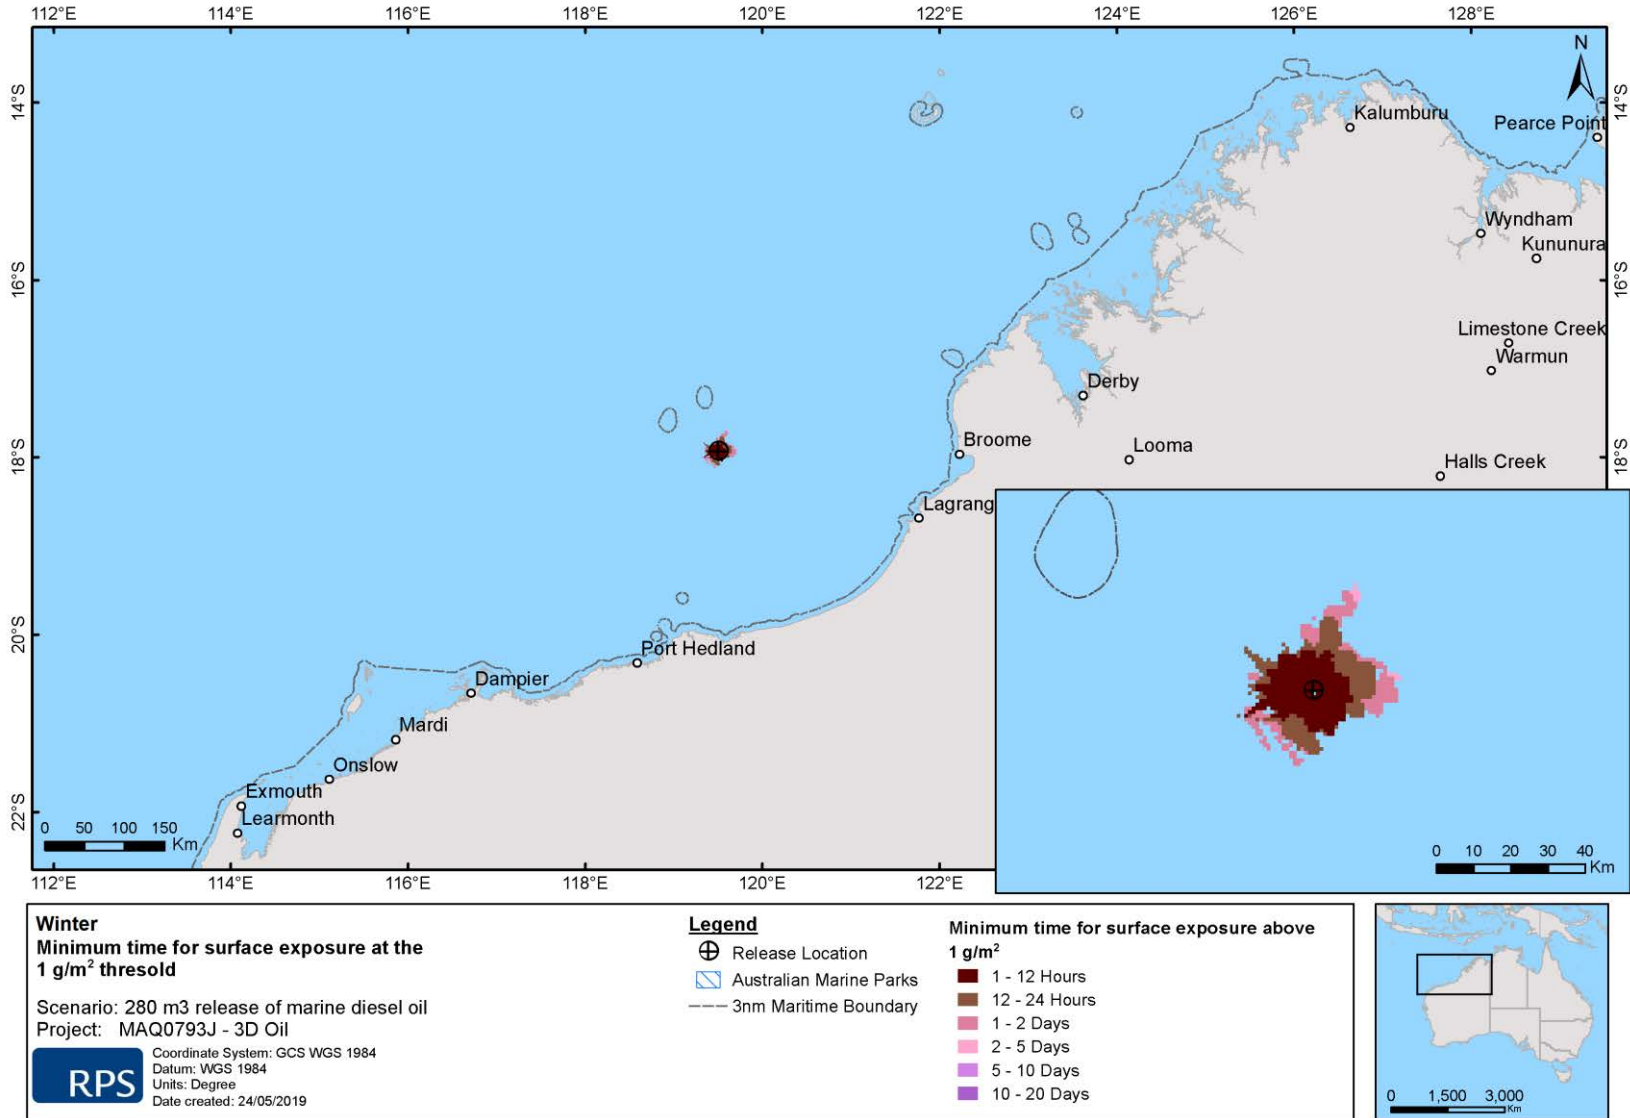 112°E 114°E 116°E 118°E 120°E 122°E 124°E 126°E 128°E
N
14°S 14°S
Kalumburu
Pearce Point
Wyndham
Kununura
16°S 16°S
Limestone Creek
Warmun
Derby
Broome
Looma
18°S 18°S
Halls Creek
Lagrang
20°S
Port Hedland
Dampier
Mardi
Onslow
Exmouth
22°S
Learmonth
0 50 100 150
Km
0 10 20 30 40
Km
112°E 114°E 116°E 118°E 120°E 122°E
Winter
Minimum time for surface exposure at the
1 g/m² thresold
Scenario: 280 m3 release of marine diesel oil
Project: MAQ0793J - 3D Oil
RPS
Coordinate System: GCS WGS 1984
Datum: WGS 1984
Units: Degree
Date created: 24/05/2019
Legend
Release Location
Australian Marine Parks
3nm Maritime Boundary
Minimum time for surface exposure above
1 g/m²
1 - 12 Hours
12 - 24 Hours
1 - 2 Days
2 - 5 Days
5 - 10 Days
10 - 20 Days
0 1,500 3,000
Km